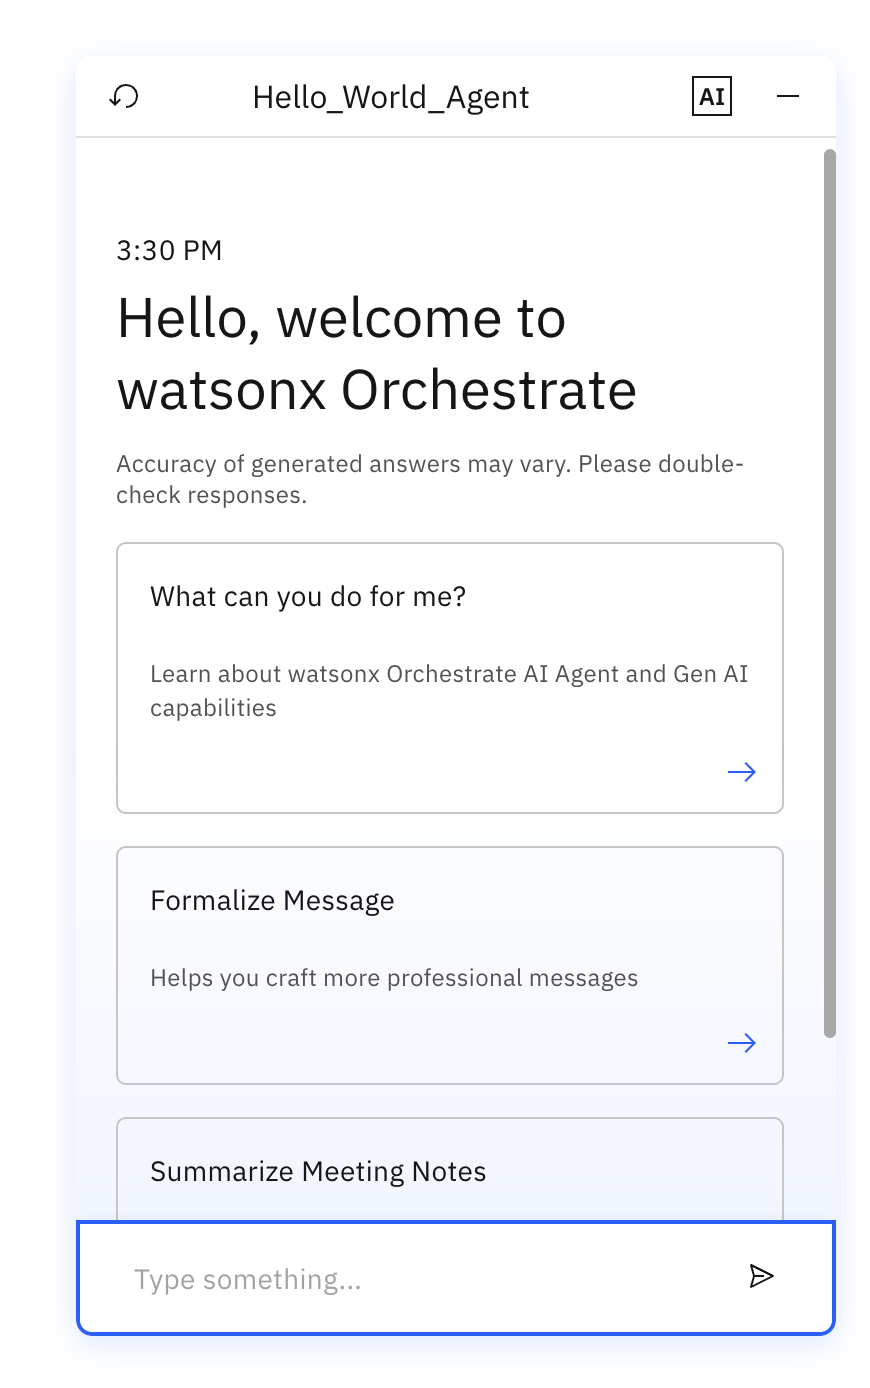 Hello_World_Agent
AI
3:30 PM
Hello, welcome to
watsonx Orchestrate
Accuracy of generated answers may vary. Please double-
check responses.
What can you do for me?
Learn about watsonx Orchestrate AI Agent and Gen AI
capabilities
Formalize Message
Helps you craft more professional messages
Summarize Meeting Notes
Type something...